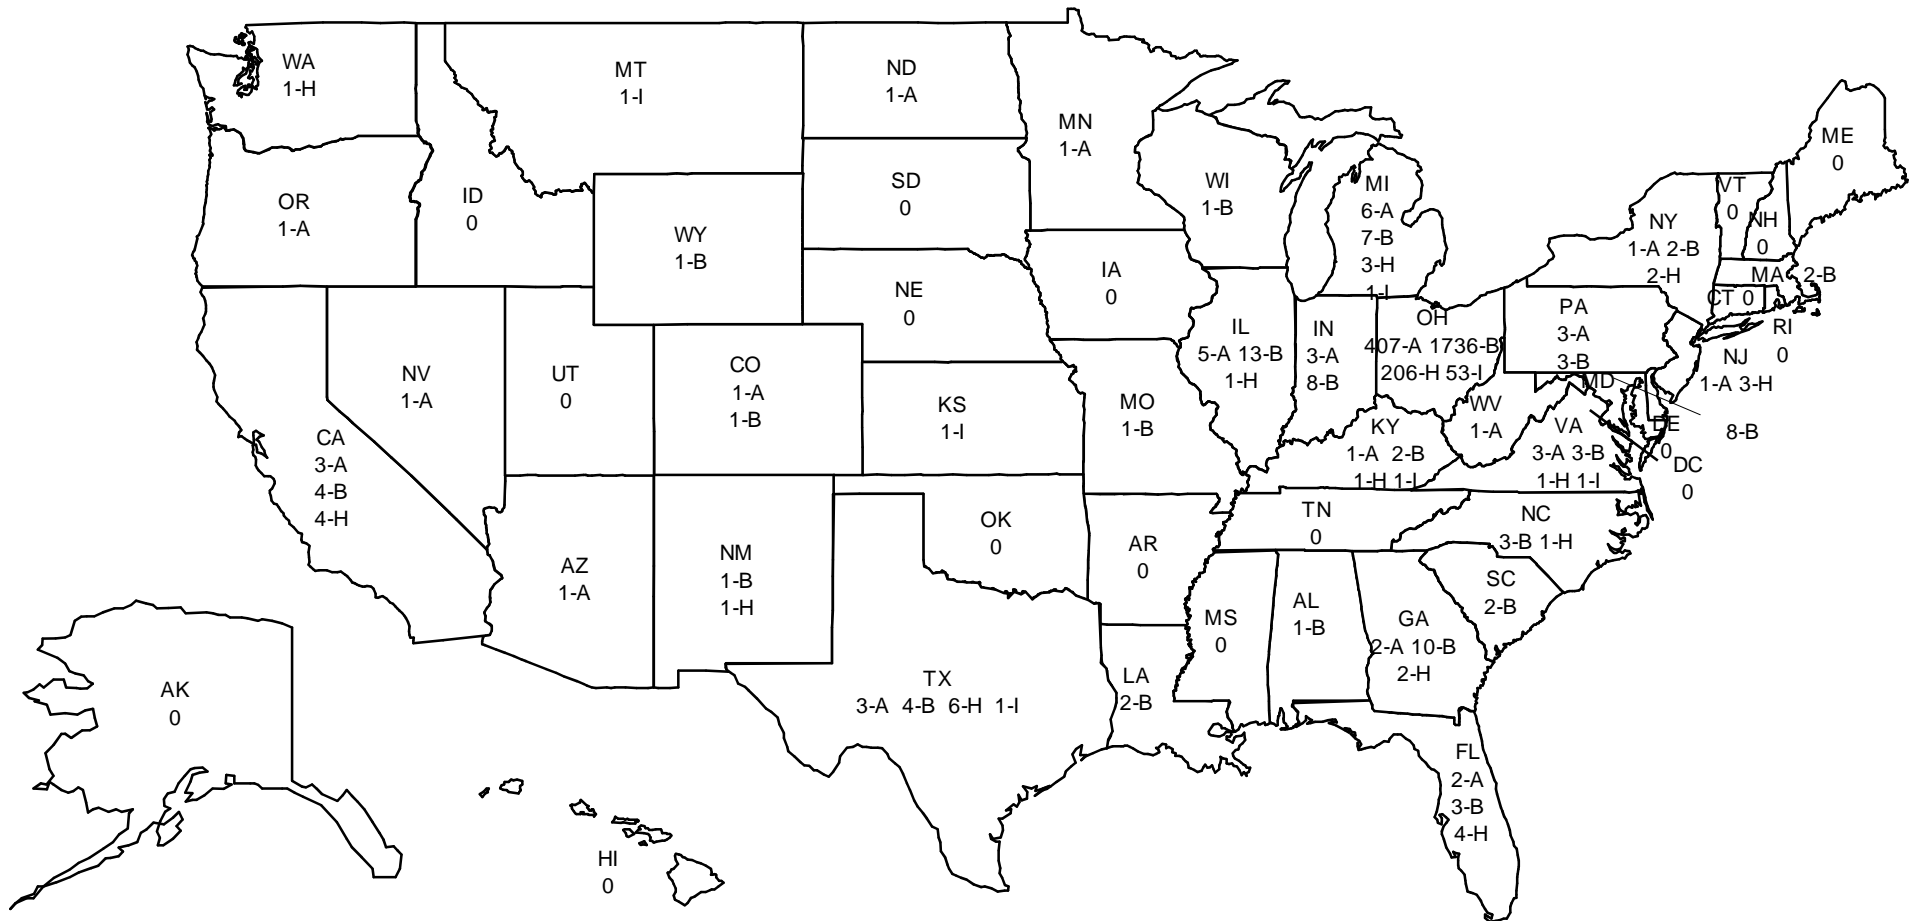 WA
1-H
MT
1-I
ND
1-A
MN
1-A
ME
0
OR
1-A
ID
0
SD
0
WI
1-B
MI
6-A
7-B
3-H
1-I
VT
0
NH
0
NY
1-A 2-B
2-H
WY
1-B
NE
0
IA
0
MA 2-B
CT 0
RI
0
NV
1-A
UT
0
CO
1-A
1-B
KS
1-I
MO
1-B
IL
5-A 13-B
1-H
IN
3-A
8-B
OH
407-A 1736-B
206-H 53-I
PA
3-A
3-B
NJ
1-A 3-H
MD
8-B
DE
0
DC
0
WV
1-A
VA
3-A 3-B
1-H 1-I
KY
1-A 2-B
1-H 1-I
CA
3-A
4-B
4-H
AZ
1-A
NM
1-B
1-H
OK
0
AR
0
TN
0
NC
3-B 1-H
SC
2-B
MS
0
AL
1-B
GA
2-A 10-B
2-H
TX
3-A 4-B 6-H 1-I
LA
2-B
FL
2-A
3-B
4-H
AK
0
HI
0